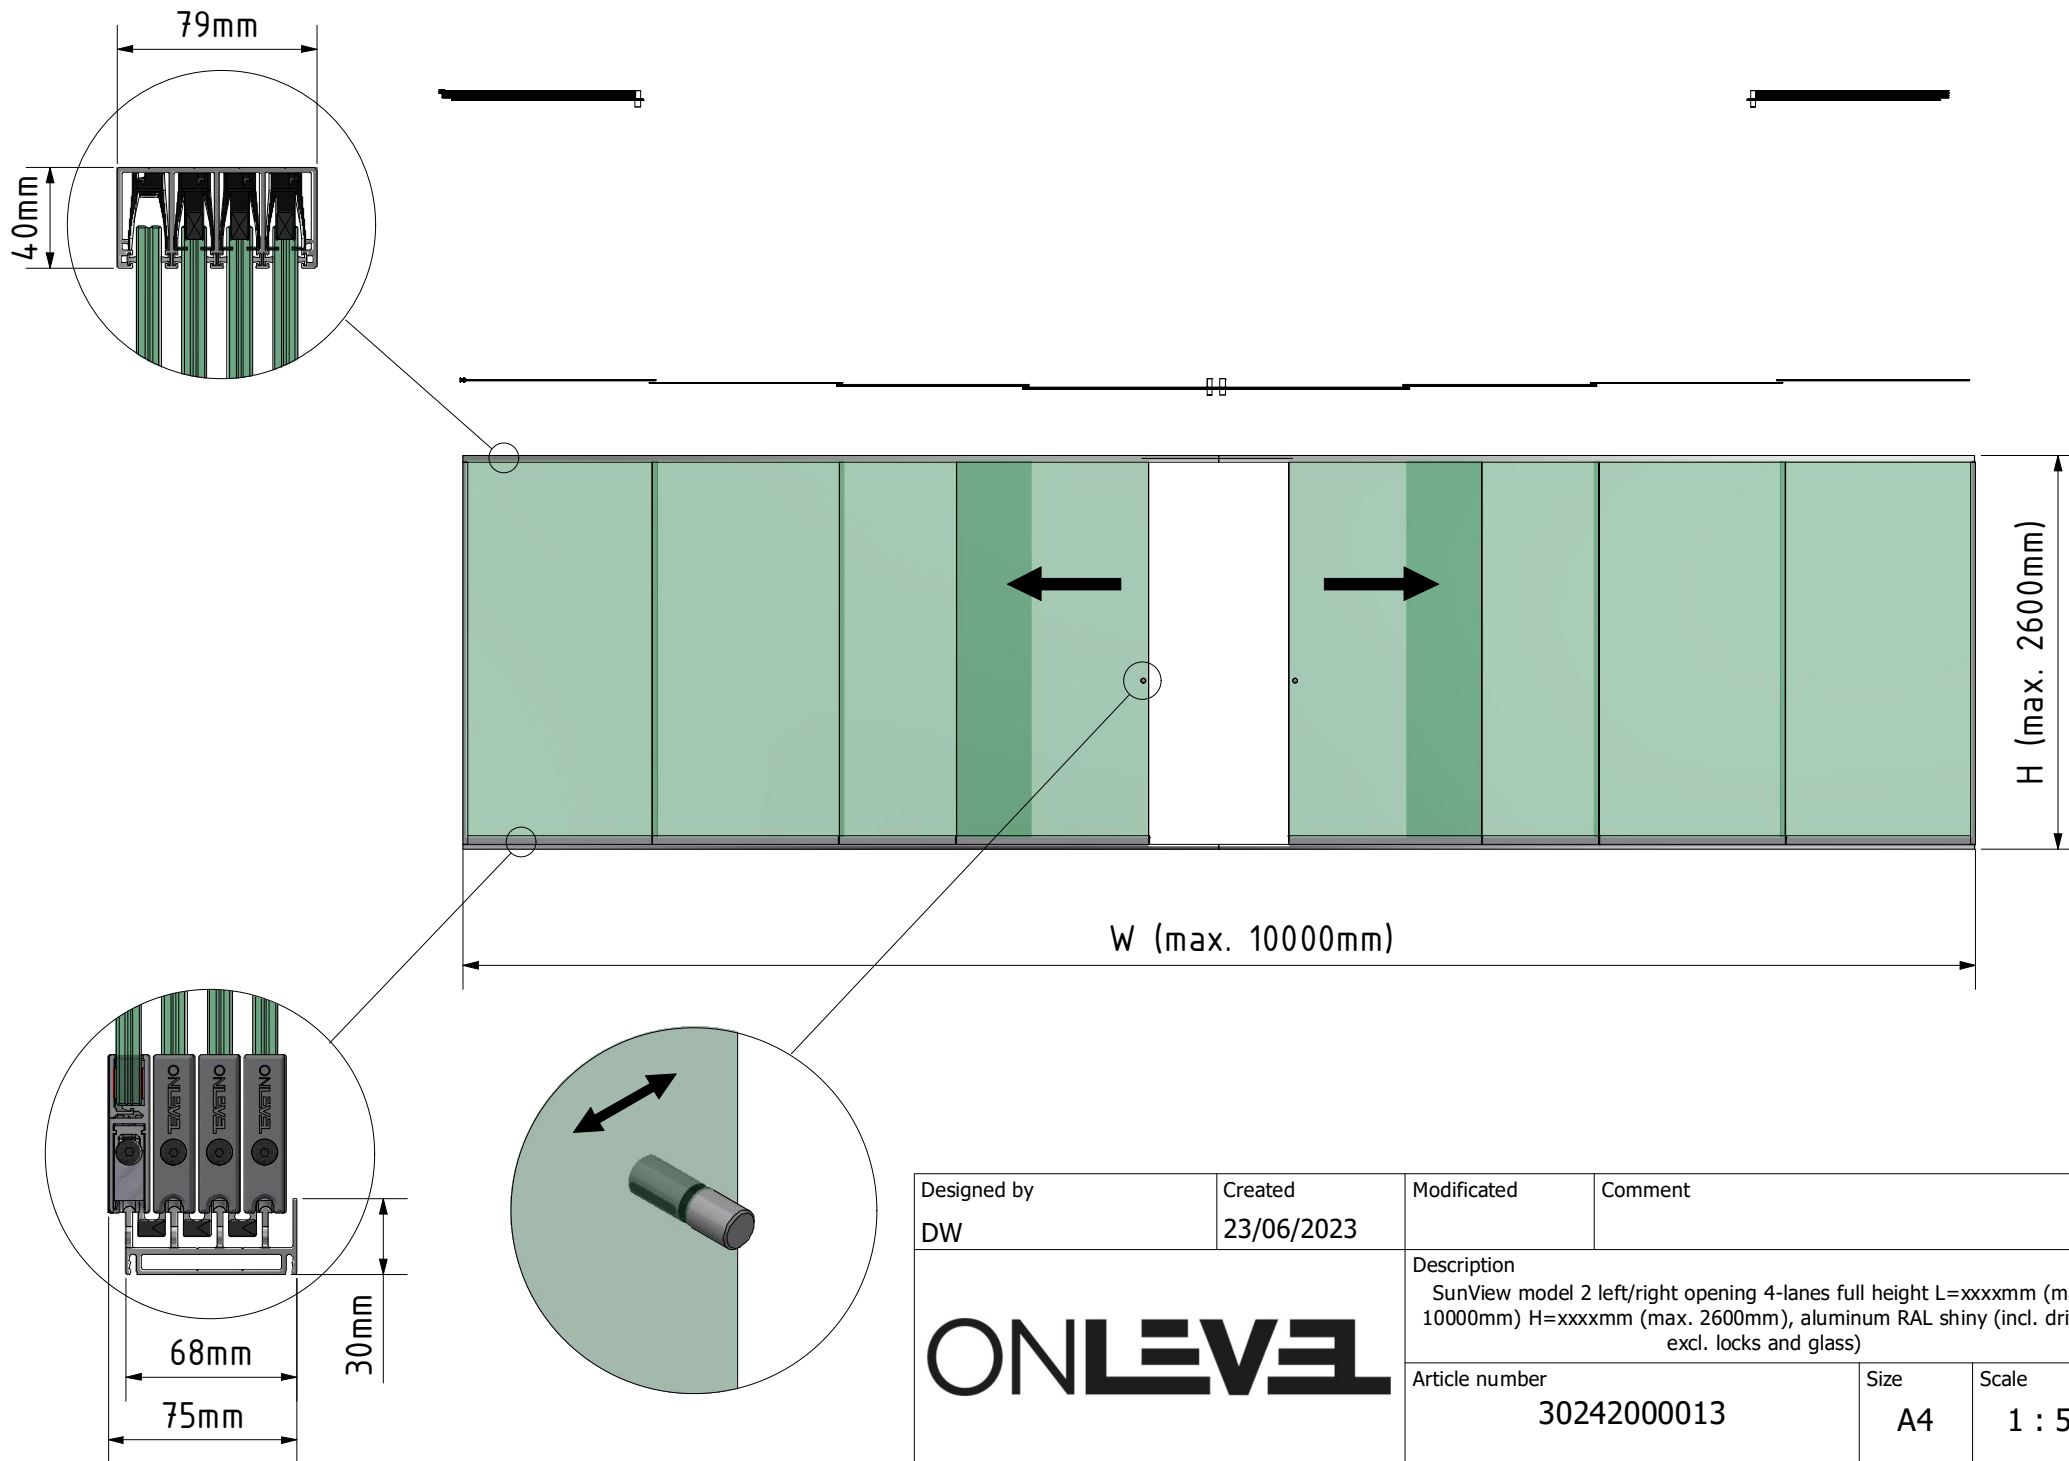 79mm
40mm
H (max. 2600mm)
W (max. 10000mm)
ONLEVEL
ONLEVEL
ONLEVEL
30mm
68mm
75mm
Designed by
DW
Created
23/06/2023
Modificated
Comment
Description
SunView model 2 left/right opening 4-lanes full height L=xxxxmm
10000mm) H=xxxxmm (max. 2600mm), aluminum RAL shiny (incl.
excl. locks and glass)
ONLEVEL
Article number
30242000013
Size
A4
Scale
1 : 5